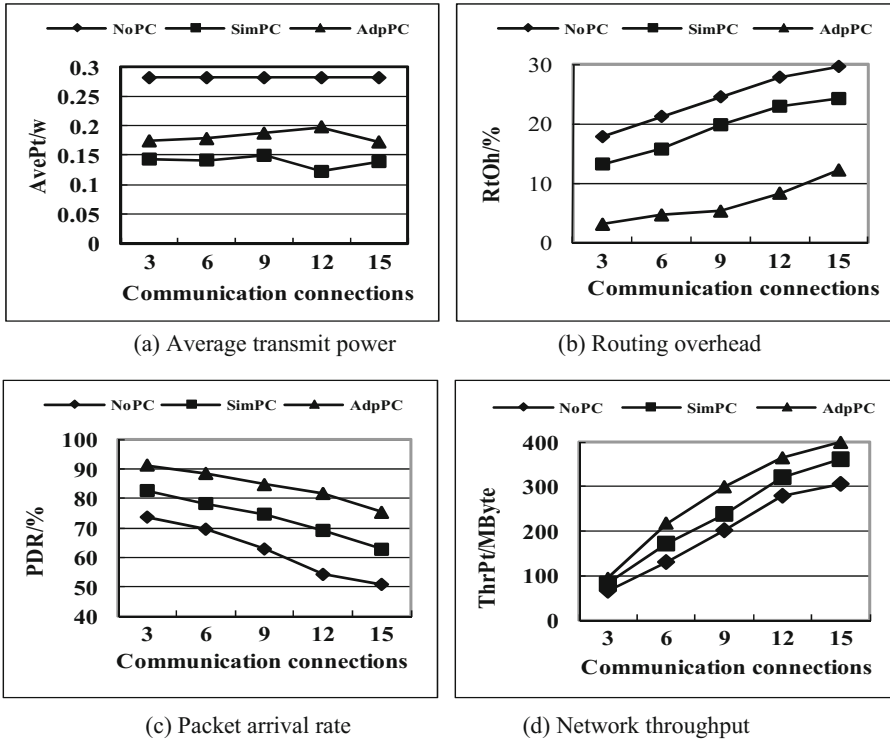 NoPC SimPC AdpPC
0.3
0.25
0.2
0.15
0.1
0.05
0
AvePt/w
3 6 9 12 15
Communication connections
(a) Average transmit power
NoPC SimPC AdpPC
30
20
10
0
RtOh/%
3 6 9 12 15
Communication connections
(b) Routing overhead
NoPC SimPC AdpPC
100
90
80
70
60
50
40
PDR/%
3 6 9 12 15
Communication connections
(c) Packet arrival rate
NoPC SimPC AdpPC
400
300
200
100
0
ThrPt/MByte
3 6 9 12 15
Communication connections
(d) Network throughput